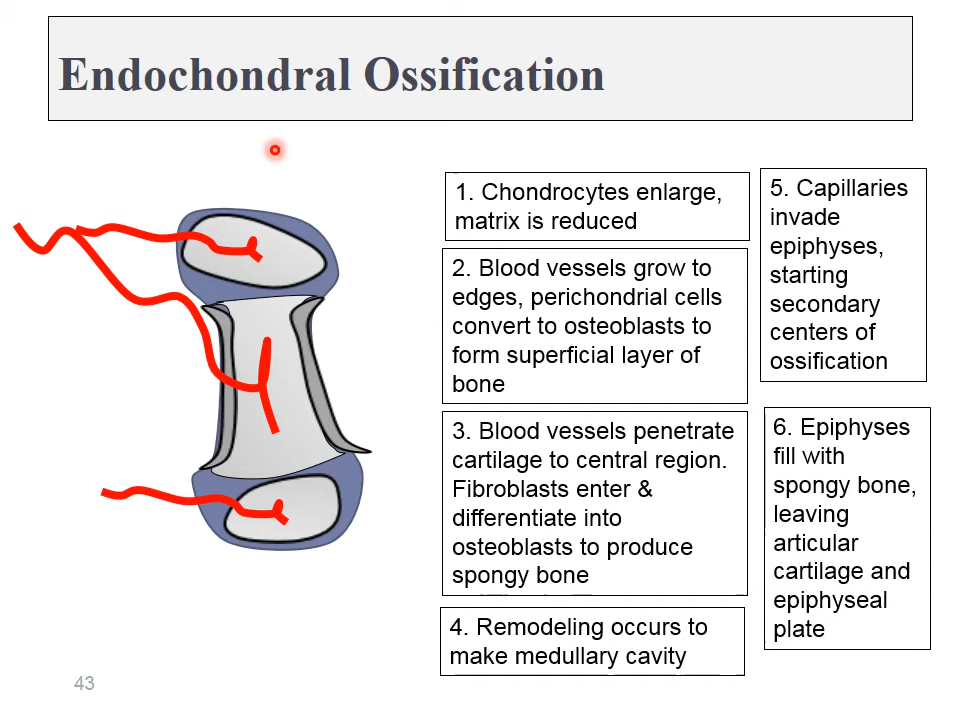 Endochondral Ossification
1. Chondrocytes enlarge,
matrix is reduced
2. Blood vessels grow to
edges, perichondrial cells
convert to osteoblasts to
form superficial layer of
bone
3. Blood vessels penetrate
cartilage to central region.
Fibroblasts enter &
differentiate into
osteoblasts to produce
spongy bone
4. Remodeling occurs to
make medullary cavity
5. Capillaries
invade
epiphyses,
starting
secondary
centers of
ossification
6. Epiphyses
fill with
spongy bone,
leaving
articular
cartilage and
epiphyseal
plate
43